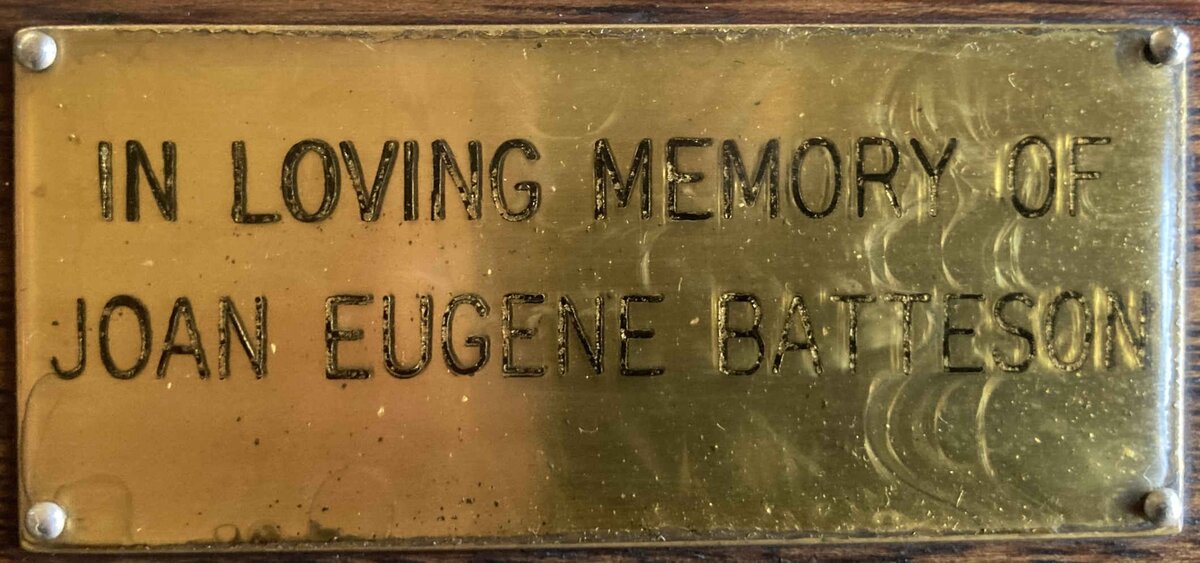 IN LOVING MEMORY OF
JOAN EUGENE BATTESON